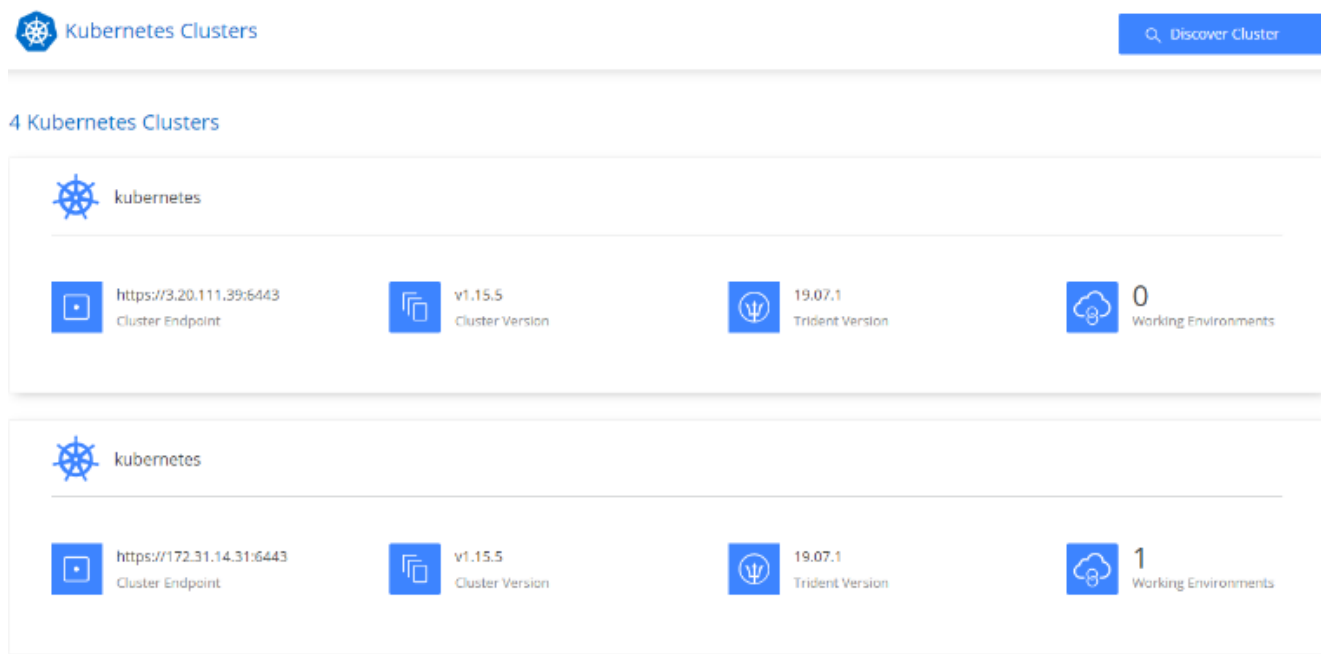 Kubernetes Clusters
Discover Cluster
4 Kubernetes Clusters
kubernetes
https://3.20.111.39:6443
Cluster Endpoint
v1.15.5
Cluster Version
19.07.1
Trident Version
0
Working Environments
kubernetes
https://172.31.14.31:6443
Cluster Endpoint
v1.15.5
Cluster Version
19.07.1
Trident Version
1
Working Environments